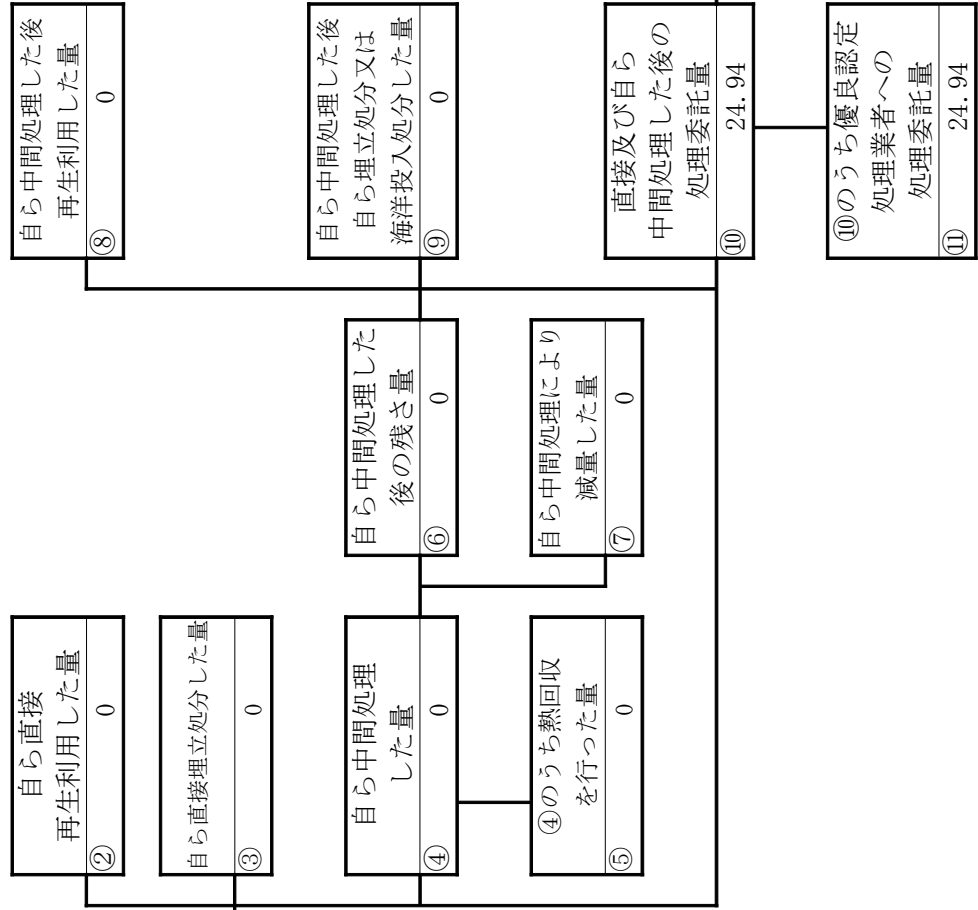 自ら直接
再生利用した量
② 0
自ら直接埋立処分した量
③ 0
自ら中間処理
した量
④ 0
④のうち熱回収
を行った量
⑤ 0
自ら中間処理した
後の残さ量
⑥ 0
自ら中間処理により
減量した量
⑦ 0
自ら中間処理した後
再生利用した量
⑧ 0
自ら中間処理した後
自ら埋立処分又は
海洋投入処分した量
⑨ 0
直接及び自ら
中間処理した後の
処理委託量
⑩ 24.94
⑩のうち優良認定
処理業者への
処理委託量
⑪ 24.94